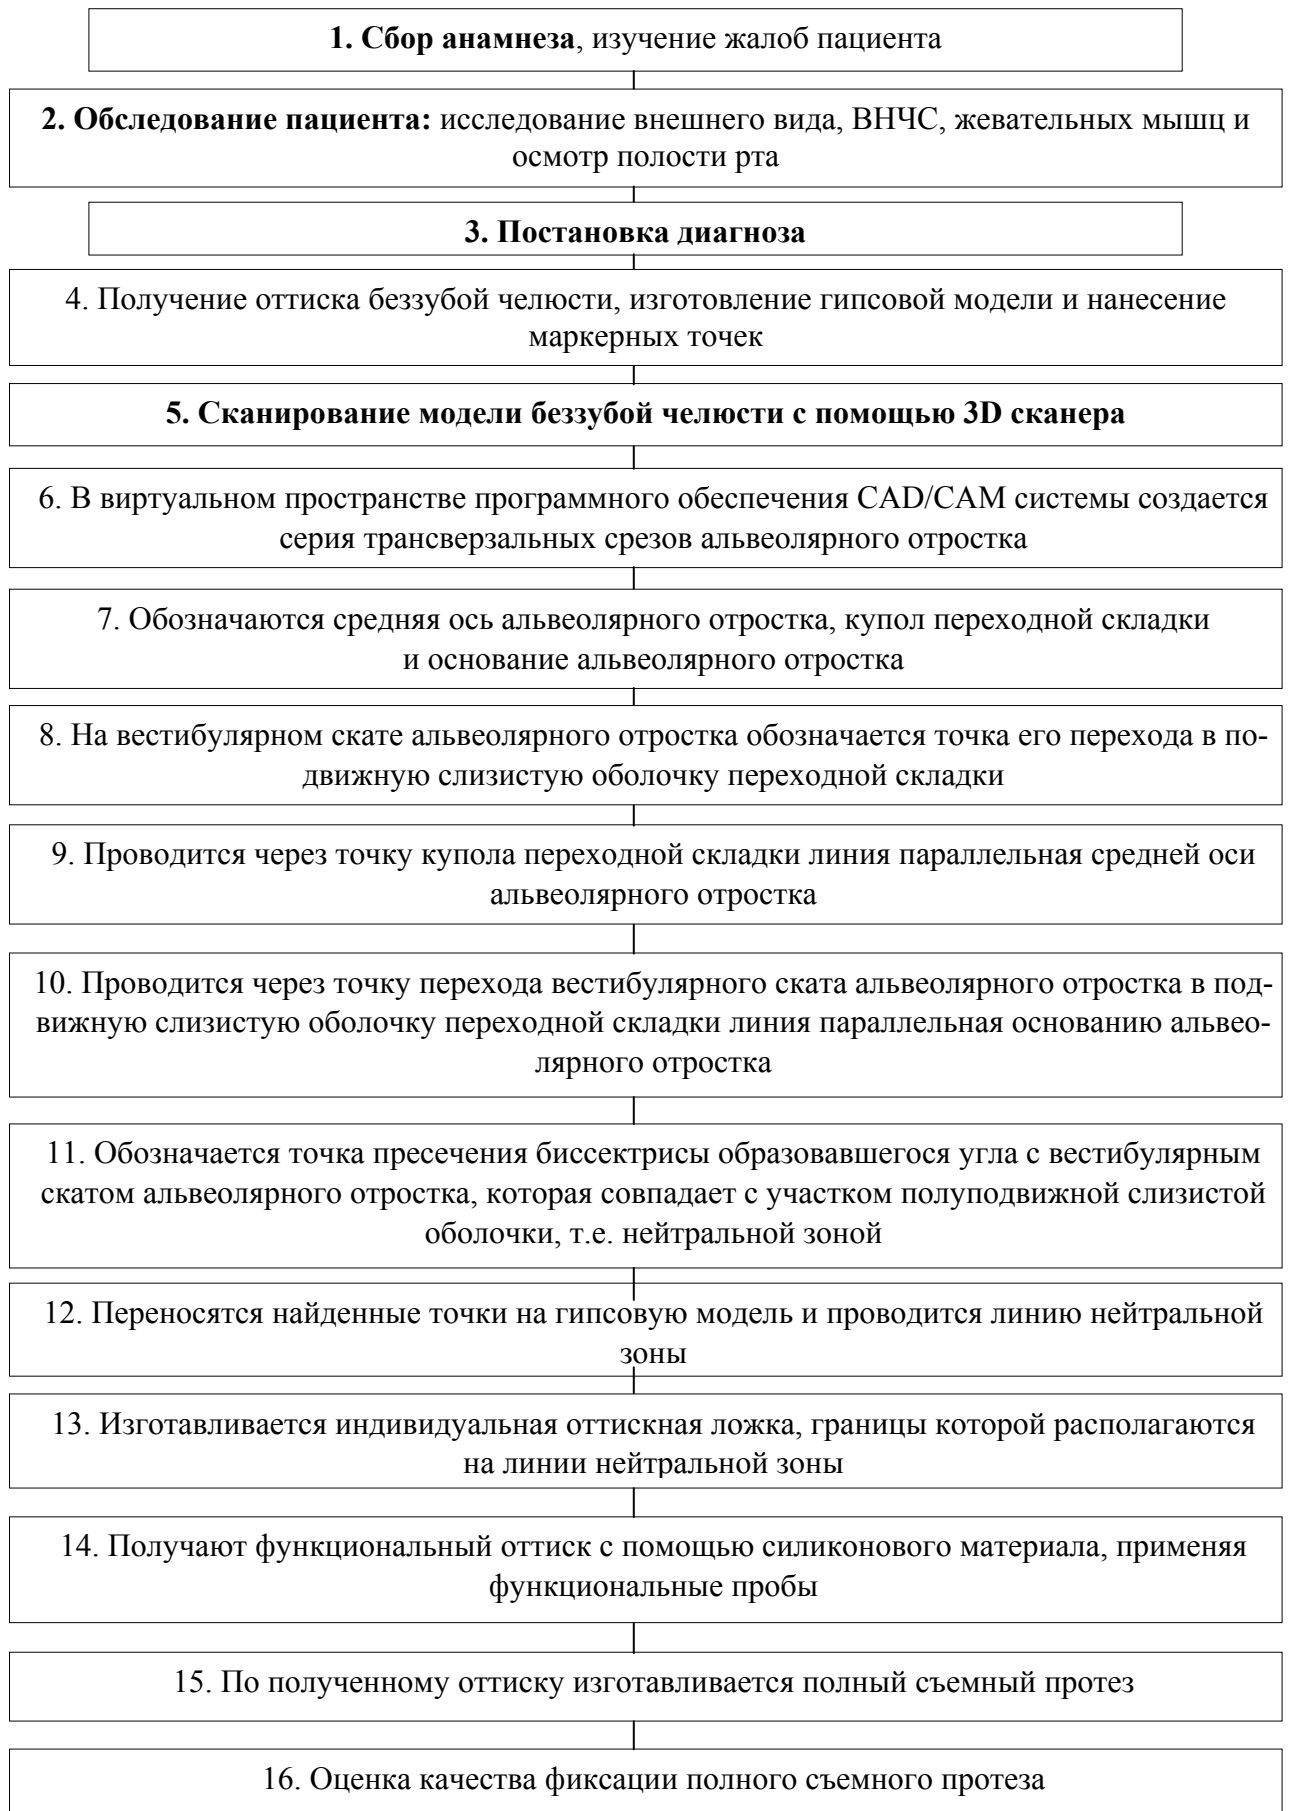 1. Сбор анамнеза, изучение жалоб пациента
2. Обследование пациента: исследование внешнего вида, ВНЧС, жевательных мышц и
осмотр полости рта
3. Постановка диагноза
4. Получение оттиска беззубой челюсти, изготовление гипсовой модели и нанесение
маркерных точек
5. Сканирование модели беззубой челюсти с помощью 3D сканера
6. В виртуальном пространстве программного обеспечения CAD/CAM системы создается
серия трансверзальных срезов альвеолярного отростка
7. Обозначаются средняя ось альвеолярного отростка, купол переходной складки
и основание альвеолярного отростка
8. На вестибулярном скате альвеолярного отростка обозначается точка его перехода в по-
движную слизистую оболочку переходной складки
9. Проводится через точку купола переходной складки линия параллельная средней оси
альвеолярного отростка
10. Проводится через точку перехода вестибулярного ската альвеолярного отростка в под-
вижную слизистую оболочку переходной складки линия параллельная основанию альвео-
лярного отростка
11. Обозначается точка пресечения биссектрисы образовавшегося угла с вестибулярным
скатом альвеолярного отростка, которая совпадает с участком полуподвижной слизистой
оболочки, т.е. нейтральной зоной
12. Переносятся найденные точки на гипсовую модель и проводится линию нейтральной
зоны
13. Изготавливается индивидуальная оттискная ложка, границы которой располагаются
на линии нейтральной зоны
14. Получают функциональный оттиск с помощью силиконового материала, применяя
функциональные пробы
15. По полученному оттиску изготавливается полный съемный протез
16. Оценка качества фиксации полного съемного протеза